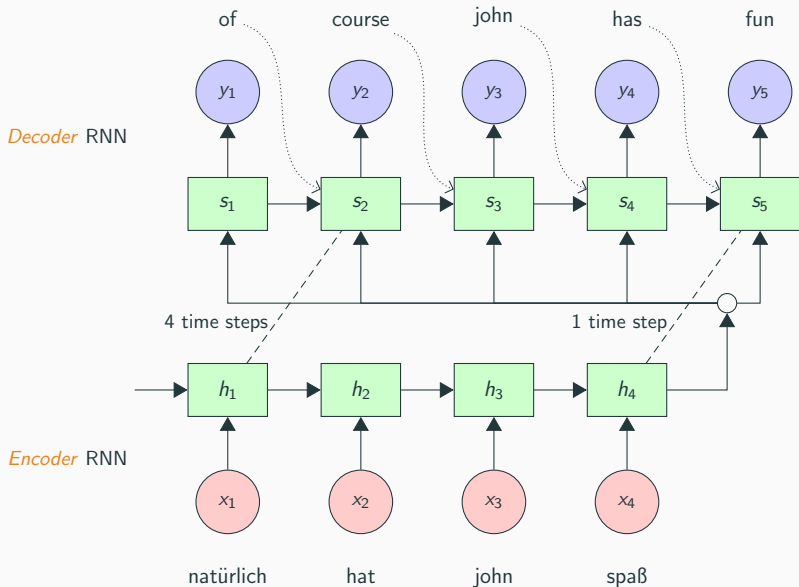 of course john has fun
y₁ y₂ y₃ y₄ y₅
Decoder RNN
s₁ s₂ s₃ s₄ s₅
4 time steps 1 time step
h₁ h₂ h₃ h₄
Encoder RNN
x₁ x₂ x₃ x₄
natürlich hat john spaß